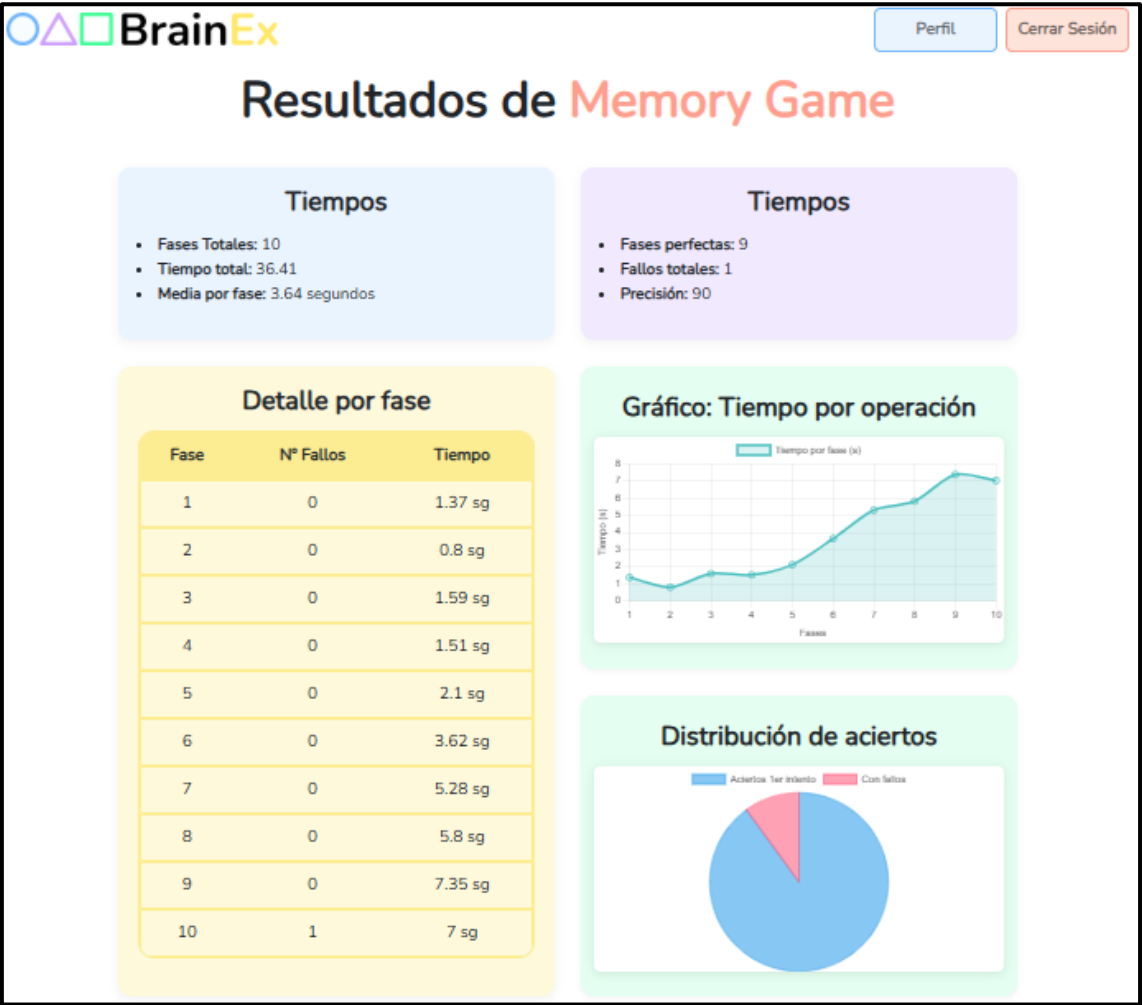 BrainEx
Perfil
Cerrar Sesión
Resultados de Memory Game
Tiempos
Fases Totales: 10
Tiempo total: 36.41
Media por fase: 3.64 segundos
Tiempos
Fases perfectas: 9
Fallos totales: 1
Precisión: 90
Detalle por fase
Fase Nº Fallos Tiempo
1 0 1.37 sg
2 0 0.8 sg
3 0 1.59 sg
4 0 1.51 sg
5 0 2.1 sg
6 0 3.62 sg
7 0 5.28 sg
8 0 5.8 sg
9 0 7.35 sg
10 1 7 sg
Gráfico: Tiempo por operación
Tiempo por fase (s)
Tiempo (s)
8
7
6
5
4
3
2
1
0
1 2 3 4 5 6 7 8 9 10
Fases
Distribución de aciertos
Aciertos 1er intento Con fallos